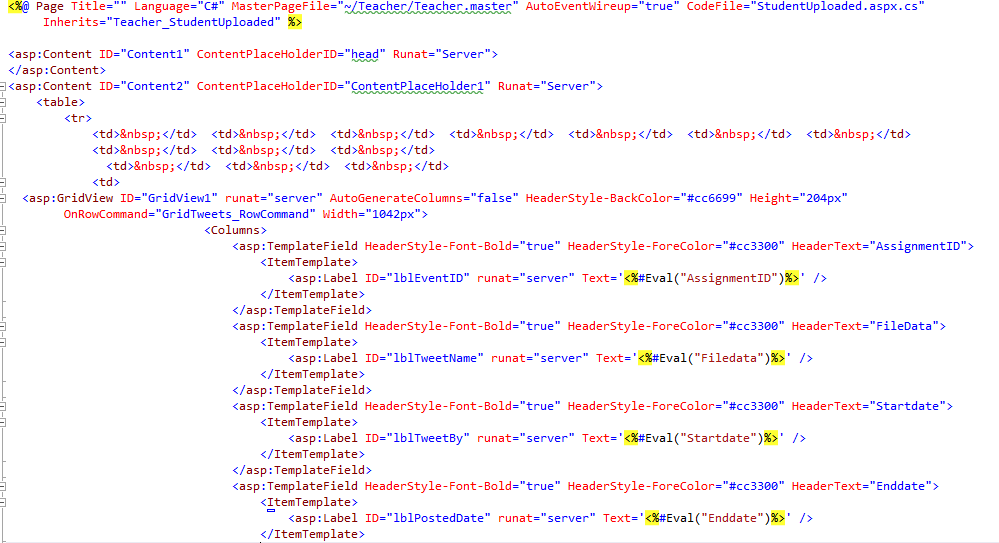 <%@ Page Title="" Language="C#" MasterPageFile="~/Teacher/Teacher.master" AutoEventWireup="true" CodeFile="StudentUploaded.aspx.cs"
Inherits="Teacher_StudentUploaded" %>
<asp:Content ID="Content1" ContentPlaceHolderID="head" Runat="Server">
</asp:Content>
<asp:Content ID="Content2" ContentPlaceHolderID="ContentPlaceHolder1" Runat="Server">
<table>
<tr>
<td>&nbsp;</td> <td>&nbsp;</td> <td>&nbsp;</td> <td>&nbsp;</td> <td>&nbsp;</td> <td>&nbsp;</td> <td>&nbsp;</td>
<td>&nbsp;</td> <td>&nbsp;</td> <td>&nbsp;</td>
<td>&nbsp;</td> <td>&nbsp;</td> <td>&nbsp;</td>
<td>
<asp:GridView ID="GridView1" runat="server" AutoGenerateColumns="false" HeaderStyle-BackColor="#cc6699" Height="204px"
OnRowCommand="GridTweets_RowCommand" Width="1042px">
<Columns>
<asp:TemplateField HeaderStyle-Font-Bold="true" HeaderStyle-ForeColor="#cc3300" HeaderText="AssignmentID">
<ItemTemplate>
<asp:Label ID="lblEventID" runat="server" Text='<%#Eval("AssignmentID")%>' />
</ItemTemplate>
</asp:TemplateField>
<asp:TemplateField HeaderStyle-Font-Bold="true" HeaderStyle-ForeColor="#cc3300" HeaderText="FileData">
<ItemTemplate>
<asp:Label ID="lblTweetName" runat="server" Text='<%#Eval("Filedata")%>' />
</ItemTemplate>
</asp:TemplateField>
<asp:TemplateField HeaderStyle-Font-Bold="true" HeaderStyle-ForeColor="#cc3300" HeaderText="Startdate">
<ItemTemplate>
<asp:Label ID="lblTweetBy" runat="server" Text='<%#Eval("Startdate")%>' />
</ItemTemplate>
</asp:TemplateField>
<asp:TemplateField HeaderStyle-Font-Bold="true" HeaderStyle-ForeColor="#cc3300" HeaderText="Enddate">
<ItemTemplate>
<asp:Label ID="lblPostedDate" runat="server" Text='<%#Eval("Enddate")%>' />
</ItemTemplate>